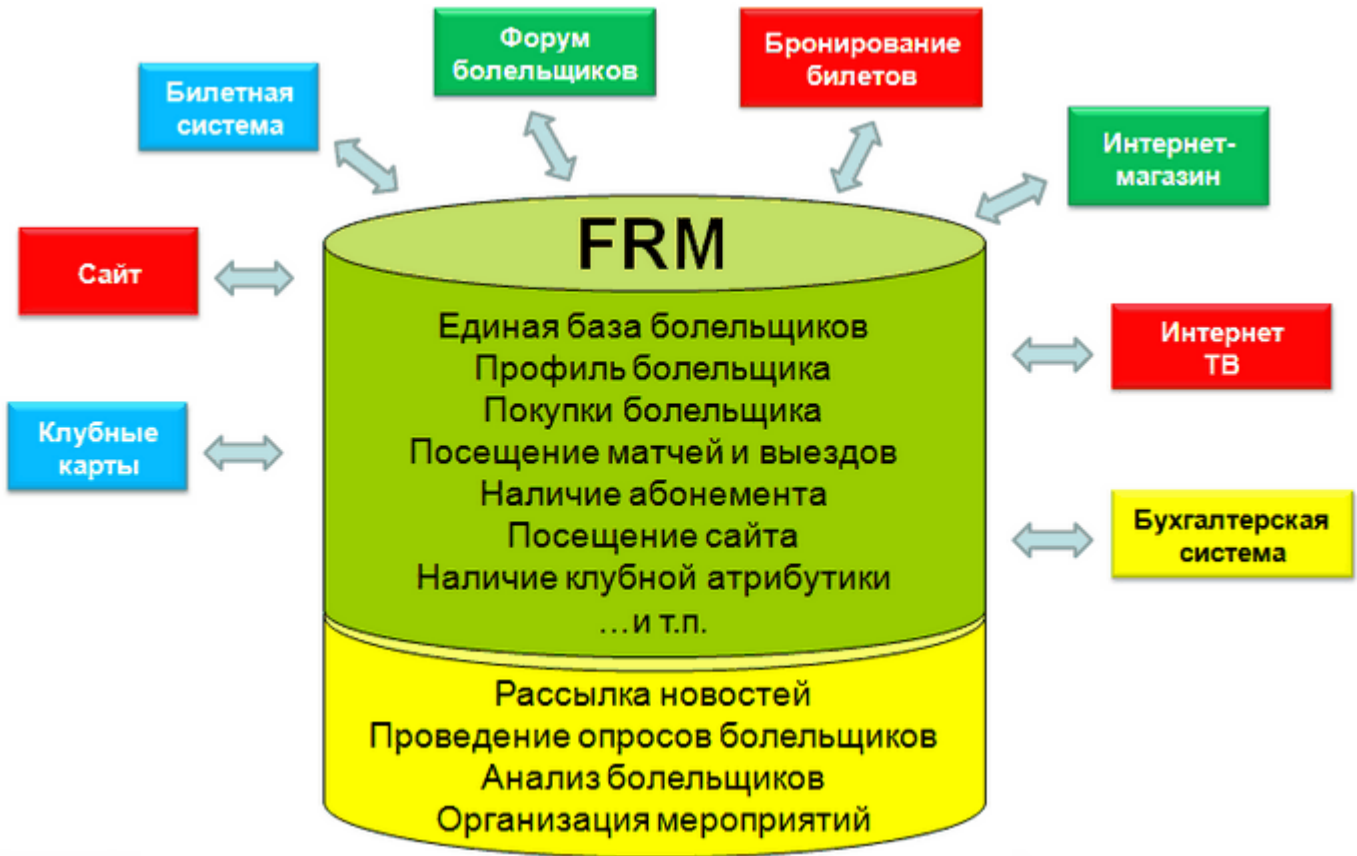 Форум
болельщиков
Бронирование
билетов
Билетная
система
Интернет-
магазин
Сайт
Клубные
карты
FRM
Единая база болельщиков
Профиль болельщика
Покупки болельщика
Посещение матчей и выездов
Наличие абонемента
Посещение сайта
Наличие клубной атрибутики
...и т.п.
Рассылка новостей
Проведение опросов болельщиков
Анализ болельщиков
Организация мероприятий
Интернет
ТВ
Бухгалтерская
система